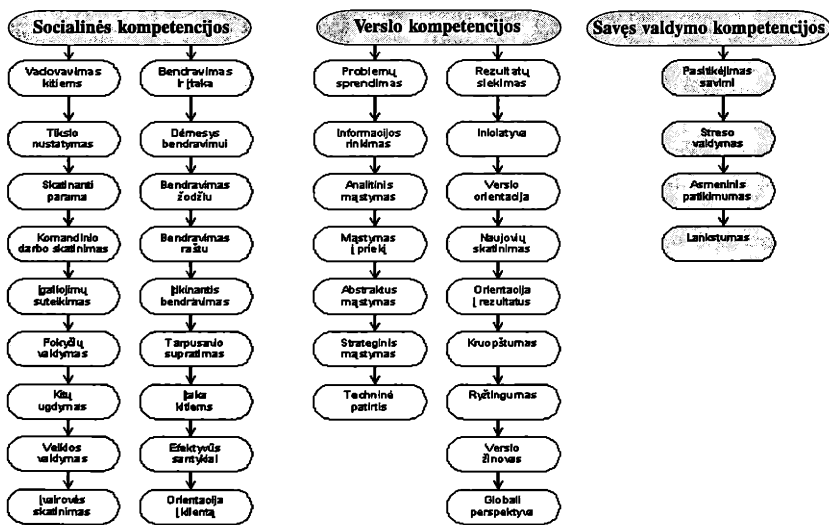 Socialinės kompetencijos
Vadovavimas
kitiems
Tikslo
nustatymas
Skatinanti
parama
Komandinio
darbo skatinimas
Įgaliojimų
suteikimas
Pokyčių
valdymas
Kitų
ugdymas
Veiklos
valdymas
Įvairovės
skatinimas
Bendravimas
ir įtaka
Dėmesys
bendravimui
Bendravimas
žodžiu
Bendravimas
raštu
Įtikinantis
bendravimas
Tarpusavio
supratimas
Įtaka
kitiems
Efektyvūs
santykiai
Orientacija
į klientą
Verslo kompetencijos
Problemų
sprendimas
Informacijos
rinkimas
Analitinis
mąstymas
Mąstymas
į priekį
Abstraktus
mąstymas
Strateginis
mąstymas
Techninė
patirtis
Rezultatų
siekimas
Iniciatyva
Verslo
orientacija
Naujovių
skatinimas
Orientacija
į rezultatus
Kruopštumas
Ryžtingumas
Verslo
žinovas
Globali
perspektyva
Savęs valdymo kompetencijos
Pasitikėjimas
savimi
Streso
valdymas
Asmeninis
patikimumas
Lankstumas